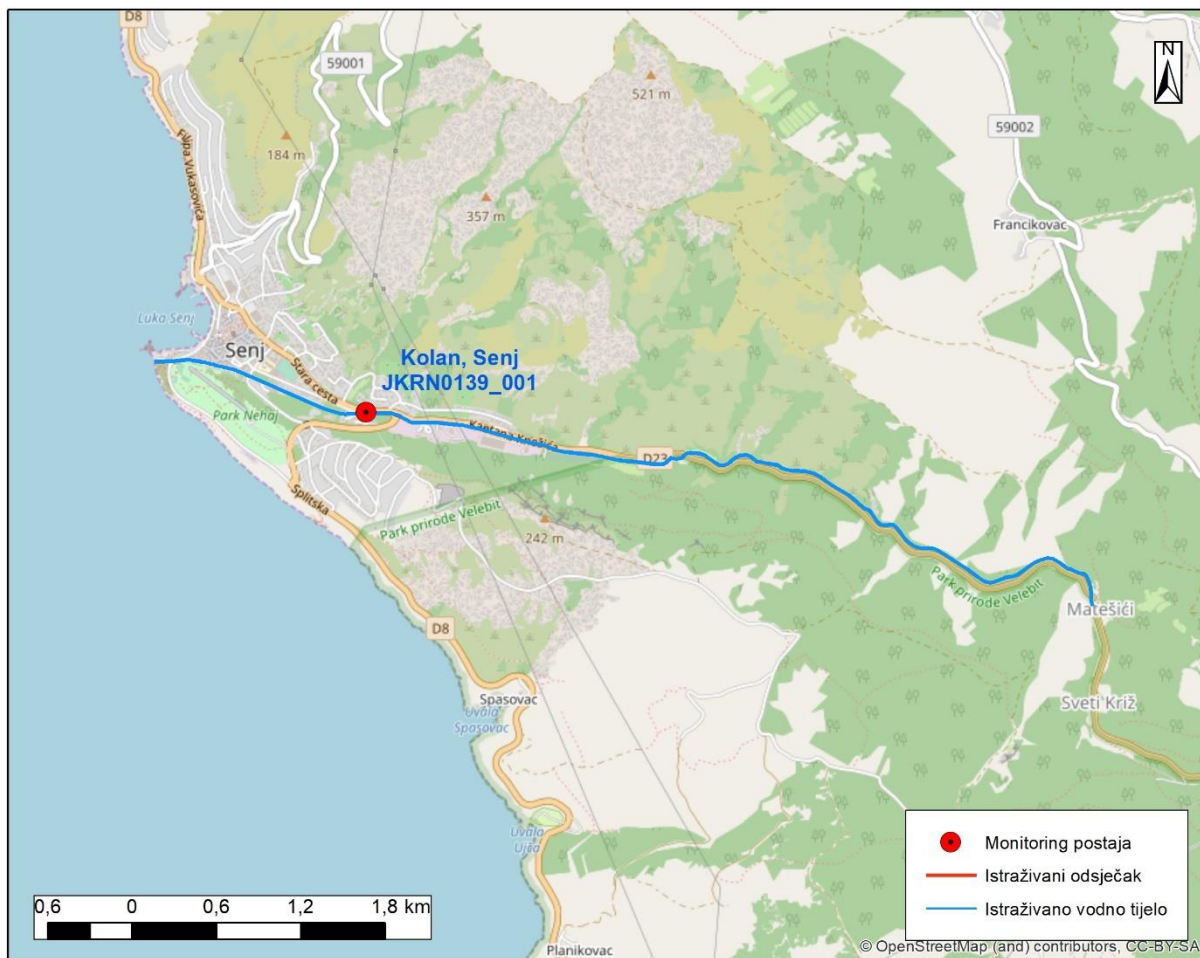 D8
59001
N
521 m
59002
184 m
Filipa Vukasovića
357 m
Francikovac
Luka Senj
Senj
Stara cesta
Kolan, Senj
JKRN0139_001
Park Nehaj
Kapetana Knežića
D23
Splitska
Park prirode Velebit
242 m
Park prirode Velebit
Matešići
D8
Spasovac
Uvala
Spasovac
Sveti Križ
Uvala
Ujča
Planikovac
Monitoring postaja
Istraživani odsječak
Istraživano vodno tijelo
0,6 0 0,6 1,2 1,8 km
© OpenStreetMap (and) contributors, CC-BY-SA